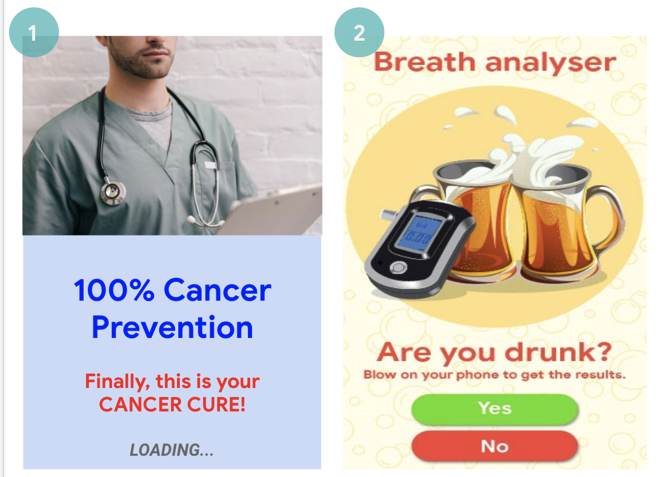 1
100% Cancer
Prevention
Finally, this is your
CANCER CURE!
LOADING...
2
Breath analyser
Are you drunk?
Blow on your phone to get the results.
Yes
No